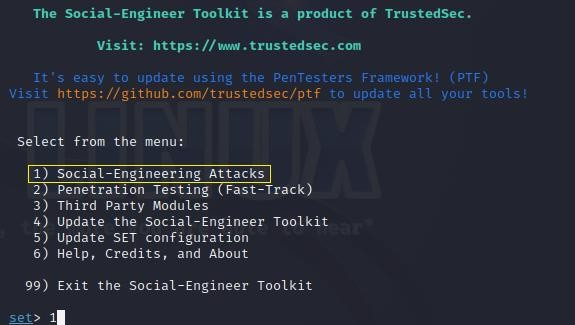 The Social-Engineer Toolkit is a product of TrustedSec.
Visit: https://www.trustedsec.com
It's easy to update using the PenTesters Framework! (PTF)
Visit https://github.com/trustedsec/ptf to update all your tools!
LINUX
Select from the menu:
1) Social-Engineering Attacks
2) Penetration Testing (Fast-Track)
3) Third Party Modules
4) Update the Social-Engineer Toolkit
5) Update SET configuration
6) Help, Credits, and About
99) Exit the Social-Engineer Toolkit
set> 1